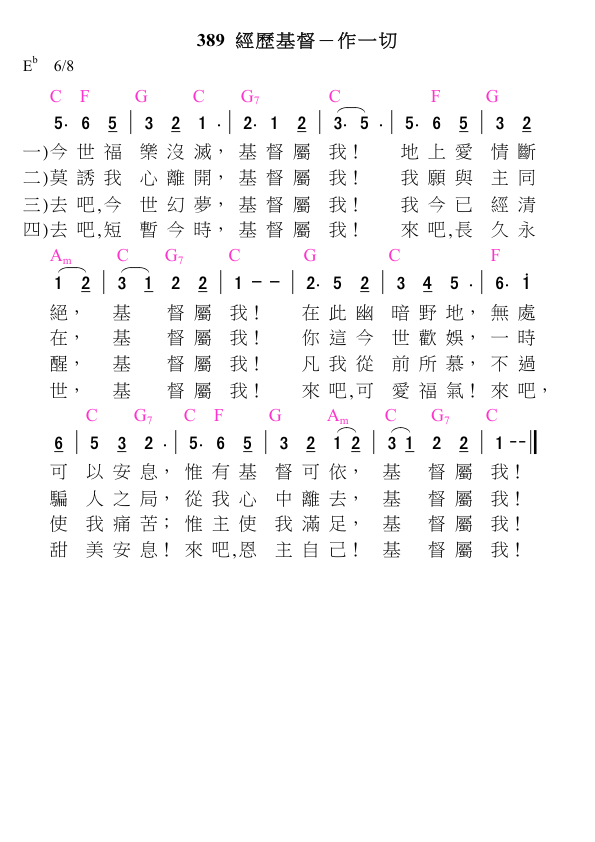 389 經歷基督－作一切
E♭ 6/8
C F G C G7 C F G
5. 6 5 | 3 2 1 . | 2. 1 2 | 3. 5 . | 5. 6 5 | 3 2
一)今世福 樂沒滅， 基督屬 我！ 地上愛 情斷
二)莫誘我 心離開， 基督屬 我！ 我願與 主同
三)去吧,今 世幻夢， 基督屬 我！ 我今已 經清
四)去吧,短 暫今時， 基督屬 我！ 來吧,長 久永
Am C G7 C G C F
1 2 | 3 1 2 2 | 1 - - | 2. 5 2 | 3 4 5 . | 6. i
絕， 基 督屬 我！ 在此幽 暗野地， 無處
在， 基 督屬 我！ 你這今 世歡娛， 一時
醒， 基 督屬 我！ 凡我從 前所慕， 不過
世， 基 督屬 我！ 來吧,可 愛福氣！ 來吧，
C G7 C F G Am C G7 C
6 | 5 3 2 . | 5. 6 5 | 3 2 1 2 | 3 1 2 2 | 1 -- ||
可 以安息， 惟有基 督可依， 基 督屬 我！
騙 人之局， 從我心 中離去， 基 督屬 我！
使 我痛苦； 惟主使 我滿足， 基 督屬 我！
甜 美安息！ 來吧,恩 主自己！ 基 督屬 我！